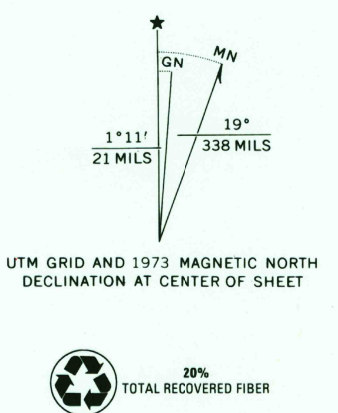 ★
GN
MN
1°11′
21 MILS
19°
338 MILS
UTM GRID AND 1973 MAGNETIC NORTH
DECLINATION AT CENTER OF SHEET
20%
TOTAL RECOVERED FIBER